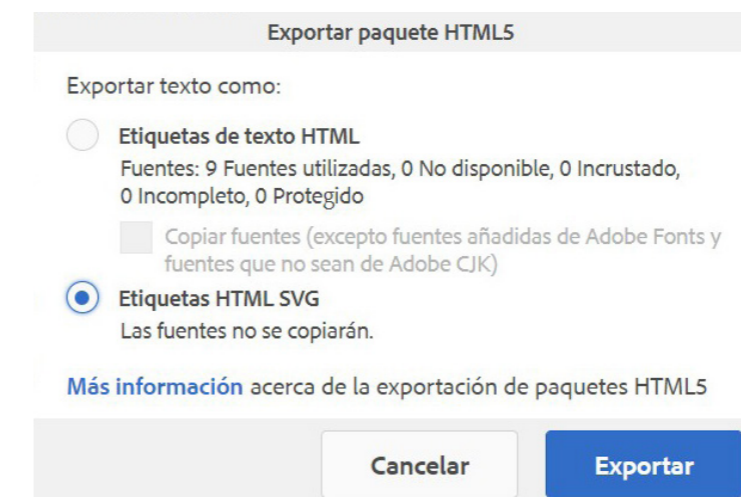 Exportar paquete HTML5
Exportar texto como:
Etiquetas de texto HTML
Fuentes: 9 Fuentes utilizadas, 0 No disponible, 0 Incrustado,
0 Incompleto, 0 Protegido
Copiar fuentes (excepto fuentes añadidas de Adobe Fonts y
fuentes que no sean de Adobe CJK)
Etiquetas HTML SVG
Las fuentes no se copiarán.
Más información acerca de la exportación de paquetes HTML5
Cancelar Exportar